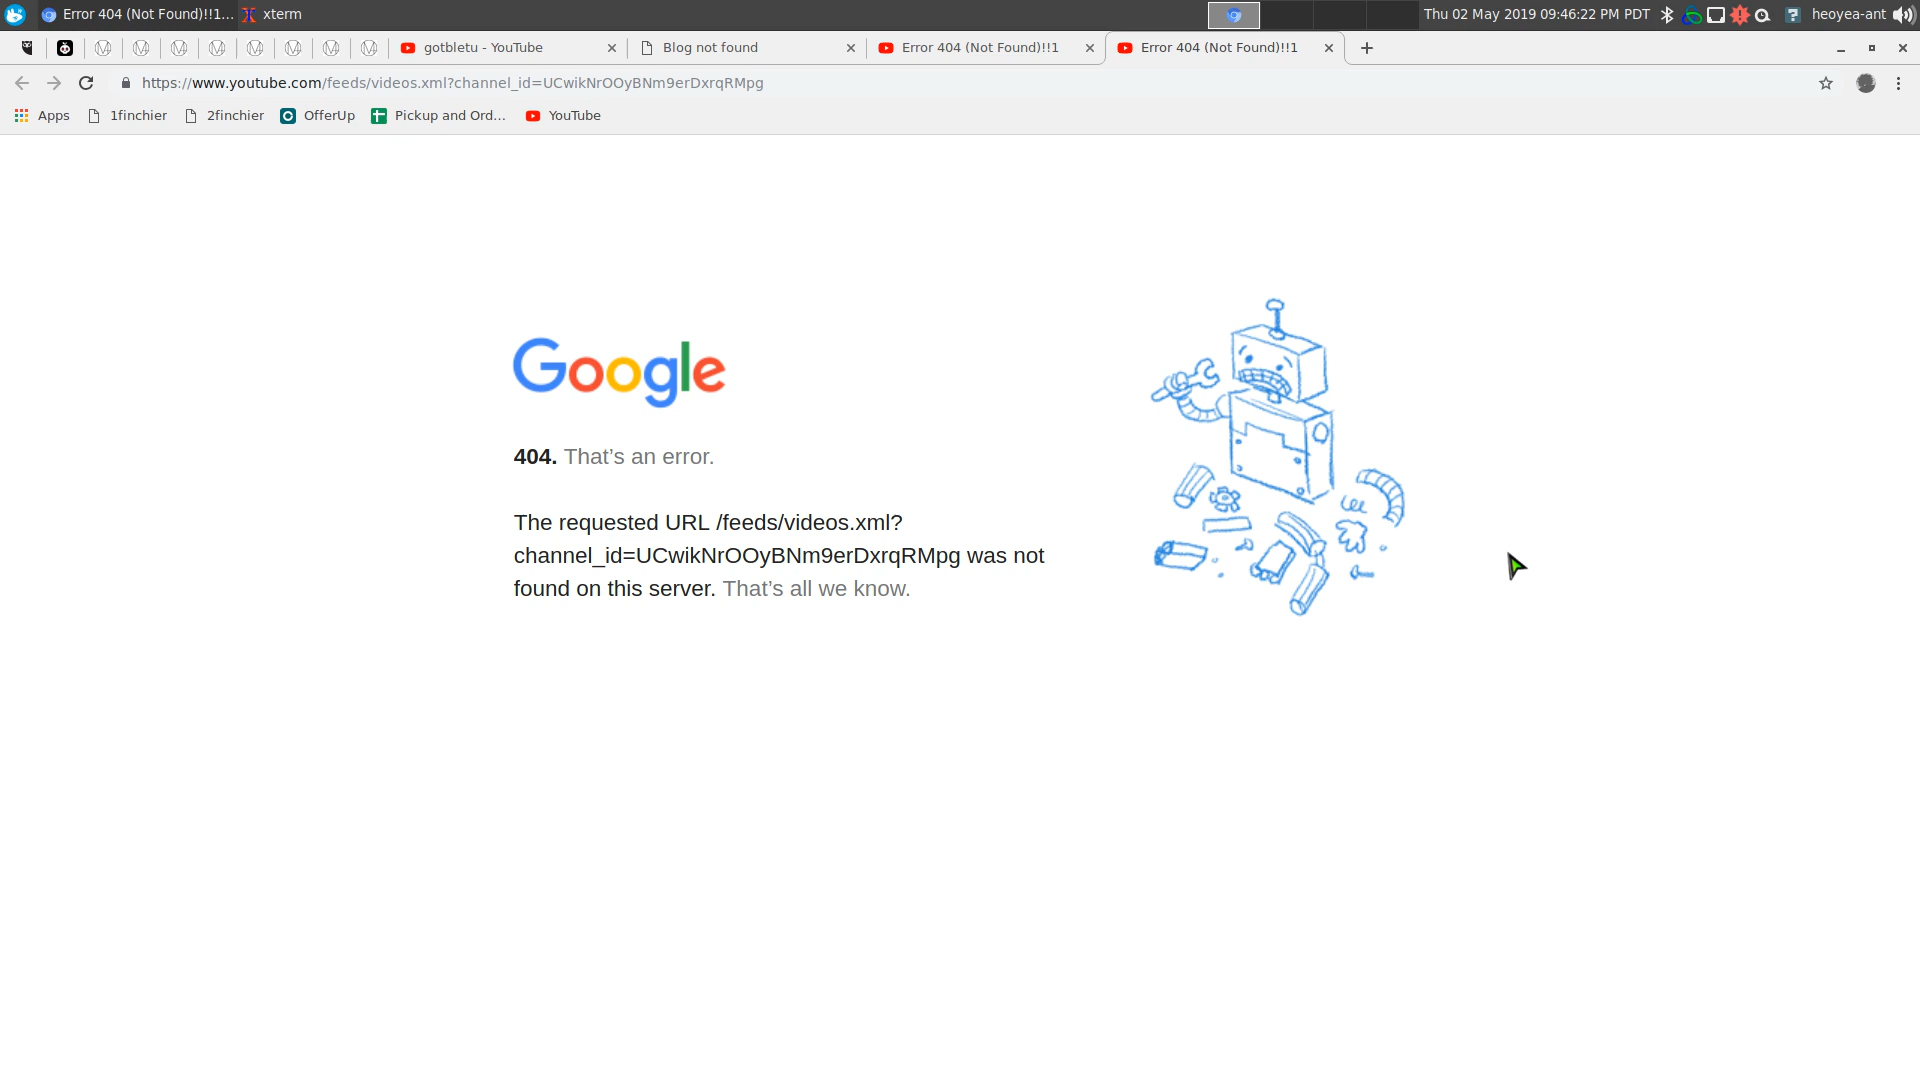 Error 404 (Not Found)!!1... xterm Thu 02 May 2019 09:46:22 PM PDT heoyea-ant
gotbletu - YouTube Blog not found Error 404 (Not Found)!!1 Error 404 (Not Found)!!1
https://www.youtube.com/feeds/videos.xml?channel_id=UCwikNrOOyBNm9erDxrqRMpg
Apps 1finchier 2finchier OfferUp Pickup and Ord... YouTube
Google
404. That’s an error.
The requested URL /feeds/videos.xml?
channel_id=UCwikNrOOyBNm9erDxrqRMpg was not
found on this server. That’s all we know.